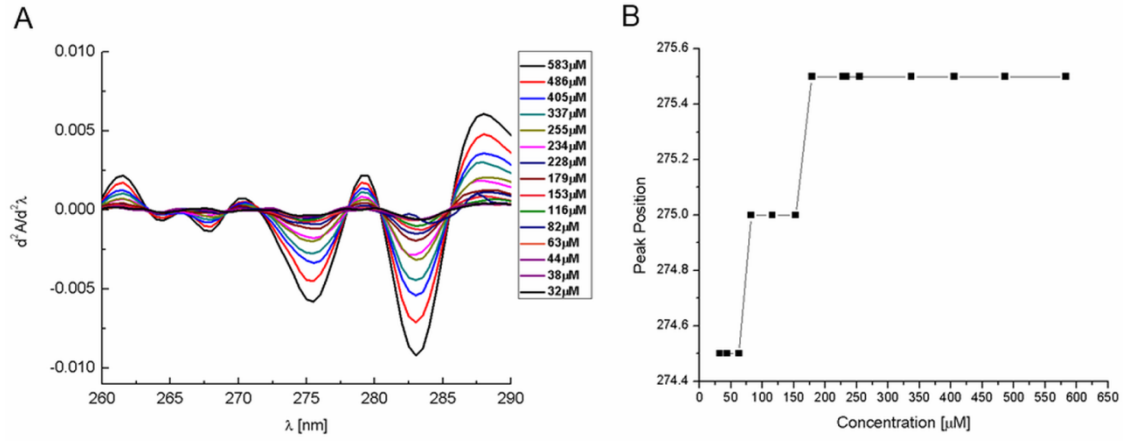 A
0.010
0.005
0.000
-0.005
-0.010
d²A/d²λ
260 265 270 275 280 285 290
λ [nm]
583µM
486µM
405µM
337µM
255µM
234µM
228µM
179µM
153µM
116µM
82µM
63µM
44µM
38µM
32µM
B
275.6
275.4
275.2
275.0
274.8
274.6
274.4
Peak Position
0 50 100 150 200 250 300 350 400 450 500 550 600 650
Concentration [µM]